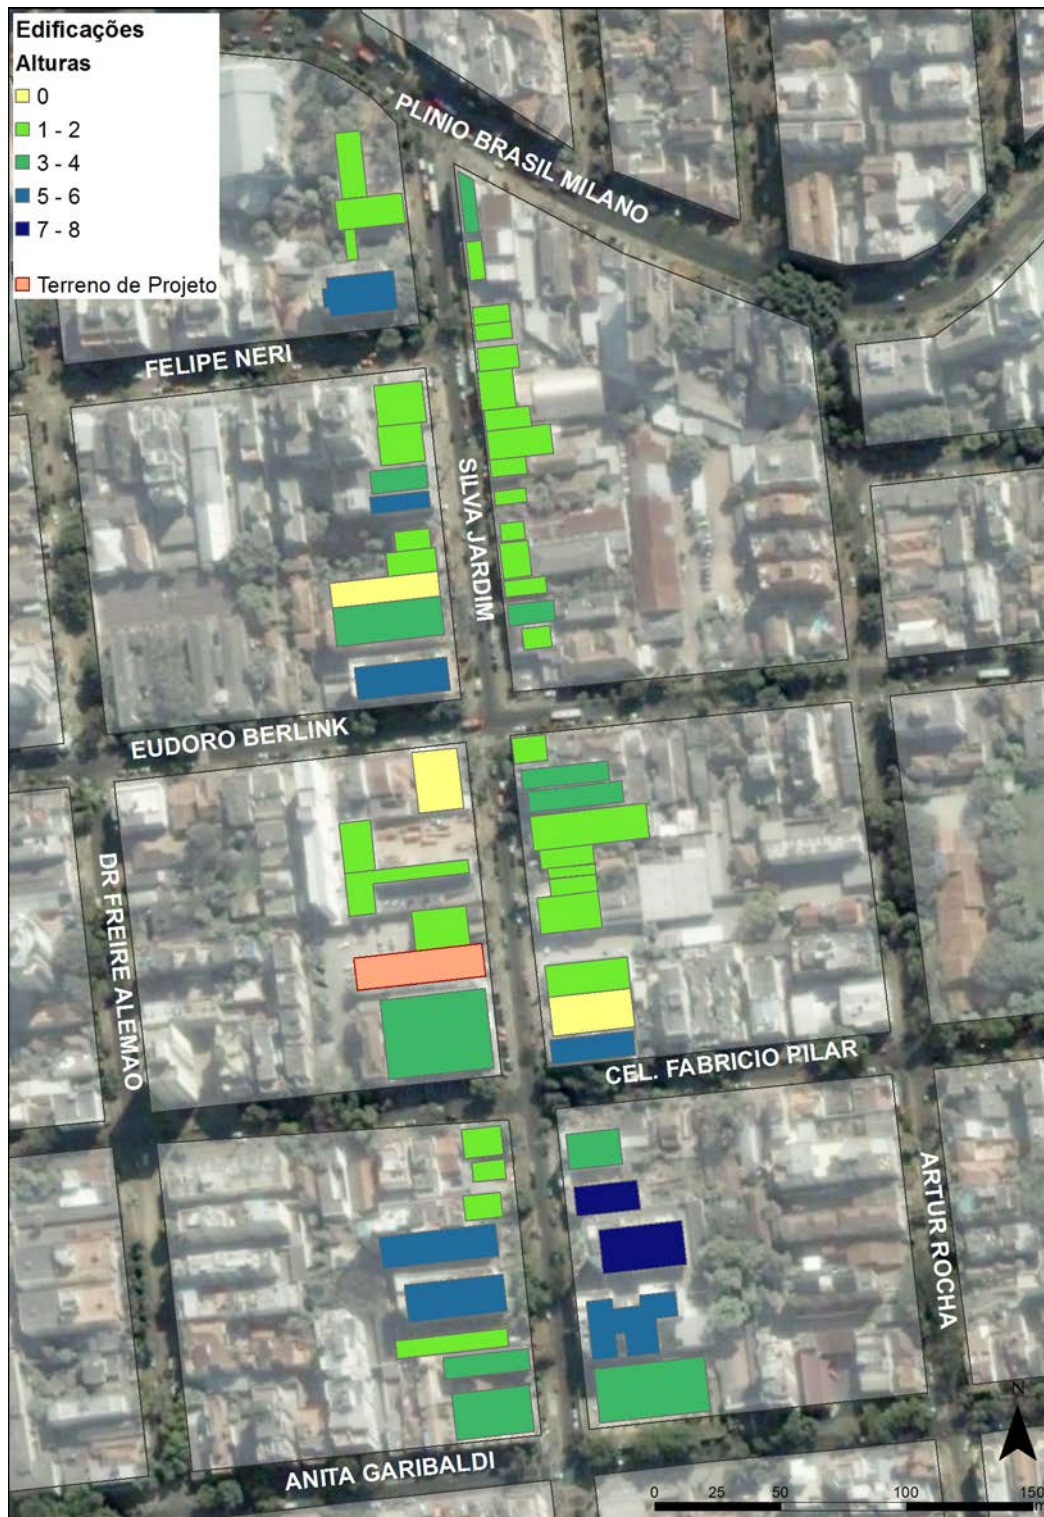 Edificações
Alturas
0
1 - 2
3 - 4
5 - 6
7 - 8
Terreno de Projeto
PLINIO BRASIL MILANO
FELIPE NERI
SILVA JARDIM
EUDORO BERLINK
DR FREIRE ALEMAO
CEL. FABRICIO PILAR
ARTUR ROCHA
ANITA GARIBALDI
N
0 25 50 100 150
m